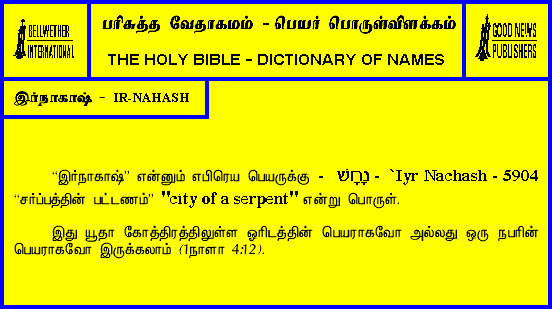 BELLWETHER
INTERNATIONAL
பரிசுத்த வேதாகமம் - பெயர் பொருள்விளக்கம்
THE HOLY BIBLE - DICTIONARY OF NAMES
GOOD NEWS
PUBLISHERS
இர்நாகாஷ் - IR-NAHASH
“இர்நாகாஷ்” என்னும் எபிரெய பெயருக்கு - נָחָשׁ - `Iyr Nachash - 5904
“சர்ப்பத்தின் பட்டணம்” "city of a serpent" என்று பொருள்.
இது யூதா கோத்திரத்திலுள்ள ஓரிடத்தின் பெயராகவோ அல்லது ஒரு நபரின்
பெயராகவோ இருக்கலாம் (1நாளா 4:12).